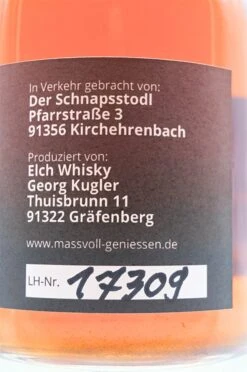 In Verkehr gebracht von:
Der Schnapsstodl
Pfarrstraße 3
91356 Kirchehrenbach
Produziert von:
Elch Whisky
Georg Kugler
Thuisbrunn 11
91322 Gräfenberg
www.massvoll-geniessen.de
LH-Nr. 17309